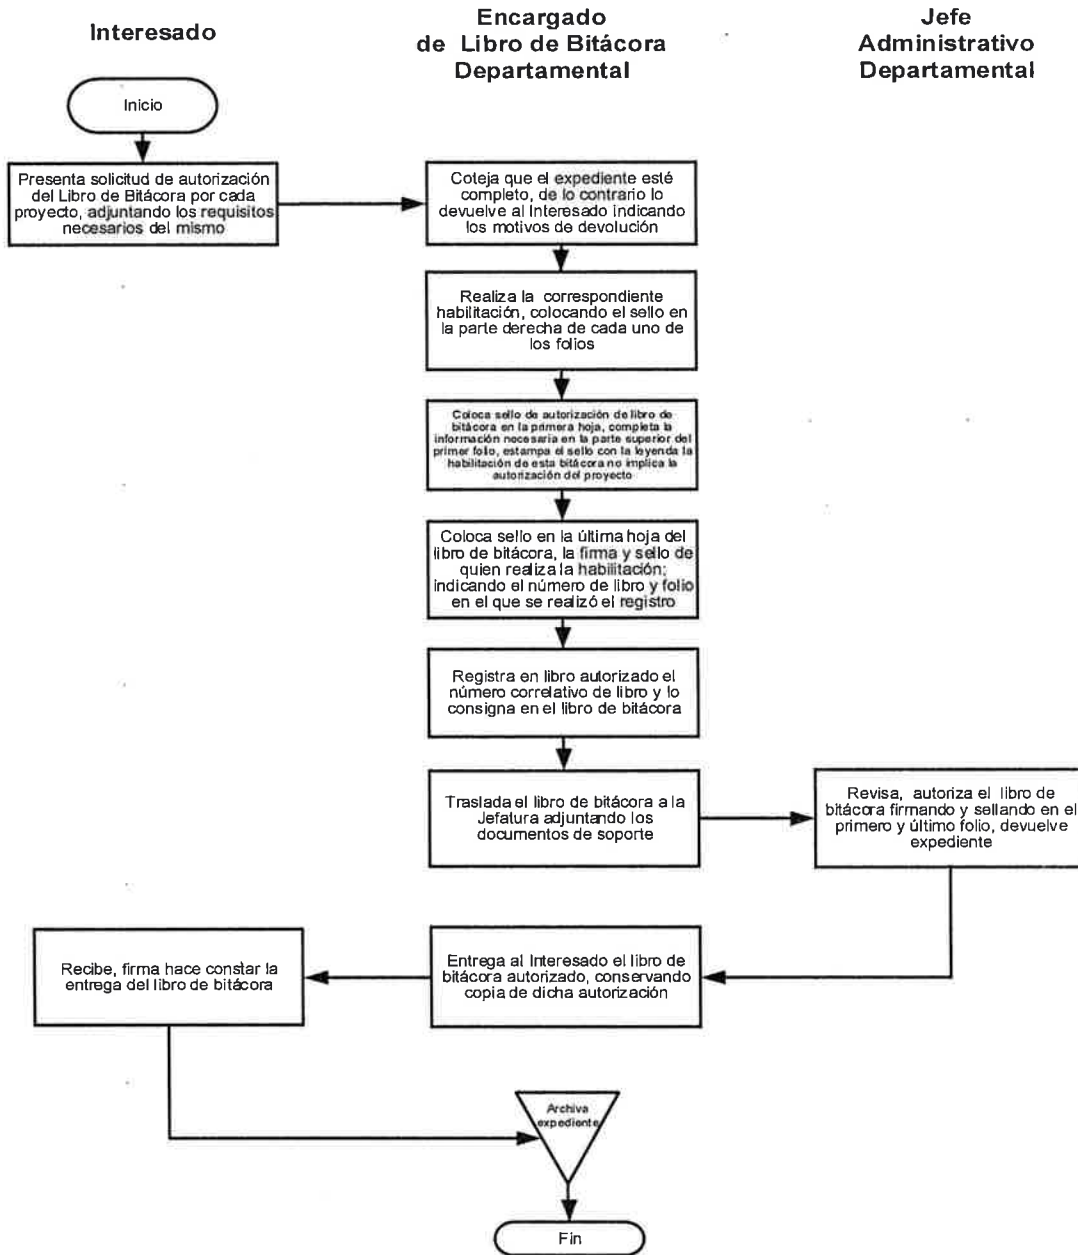 Interesado
Encargado
de Libro de Bitácora
Departamental
Jefe
Administrativo
Departamental
Inicio
Presenta solicitud de autorización
del Libro de Bitácora por cada
proyecto, adjuntando los requisitos
necesarios del mismo
Coteja que el expediente esté
completo, de lo contrario lo
devuelve al Interesado indicando
los motivos de devolución
Realiza la correspondiente
habilitación, colocando el sello en
la parte derecha de cada uno de
los folios
Coloca sello de autorización de libro de
bitácora en la primera hoja, completa la
información necesaria en la parte superior del
primer folio, estampa el sello con la leyenda la
habilitación de esta bitácora no implica la
autorización del proyecto
Coloca sello en la última hoja del
libro de bitácora, la firma y sello de
quien realiza la habilitación;
indicando el número de libro y folio
en el que se realizó el registro
Registra en libro autorizado el
número correlativo de libro y lo
consigna en el libro de bitácora
Traslada el libro de bitácora a la
Jefatura adjuntando los
documentos de soporte
Revisa, autoriza el libro de
bitácora firmando y sellando en el
primero y último folio, devuelve
expediente
Entrega al Interesado el libro de
bitácora autorizado, conservando
copia de dicha autorización
Recibe, firma hace constar la
entrega del libro de bitácora
Archiva
expediente
Fin